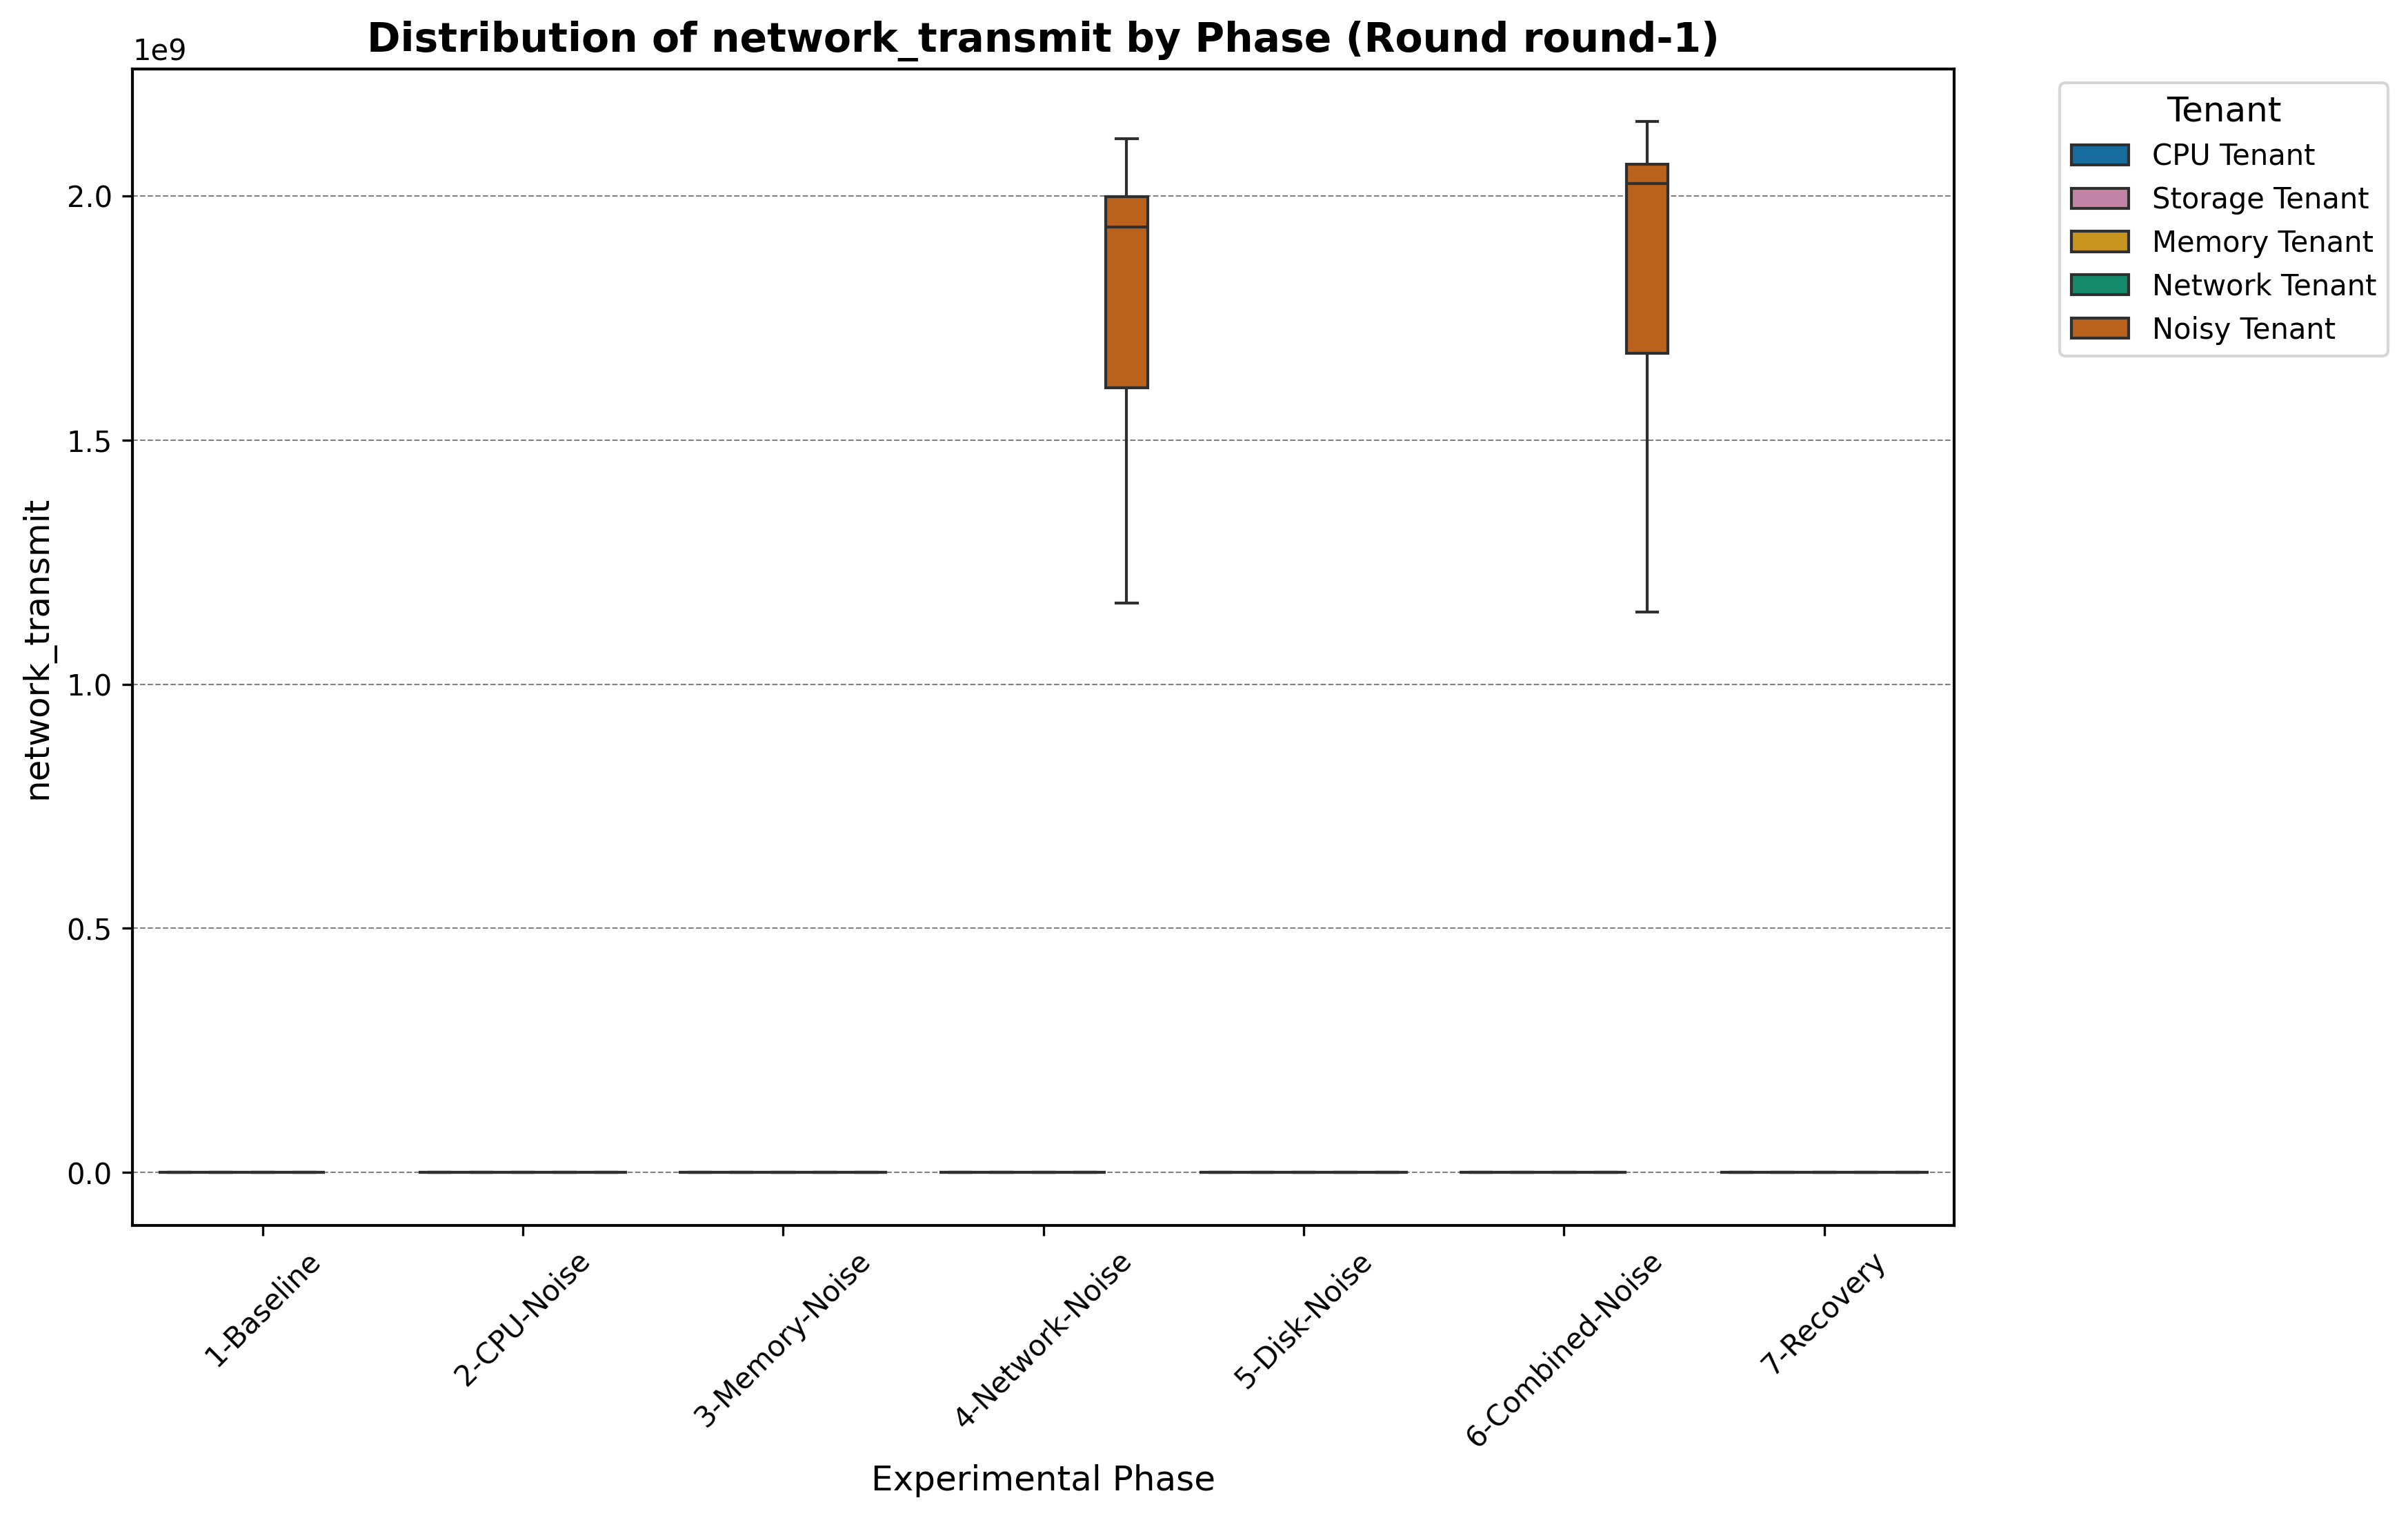 Distribution of network_transmit by Phase (Round round-1)
1e9
2.0
1.5
1.0
0.5
0.0
network_transmit
1-Baseline
2-CPU-Noise
3-Memory-Noise
4-Network-Noise
5-Disk-Noise
6-Combined-Noise
7-Recovery
Experimental Phase
Tenant
CPU Tenant
Storage Tenant
Memory Tenant
Network Tenant
Noisy Tenant